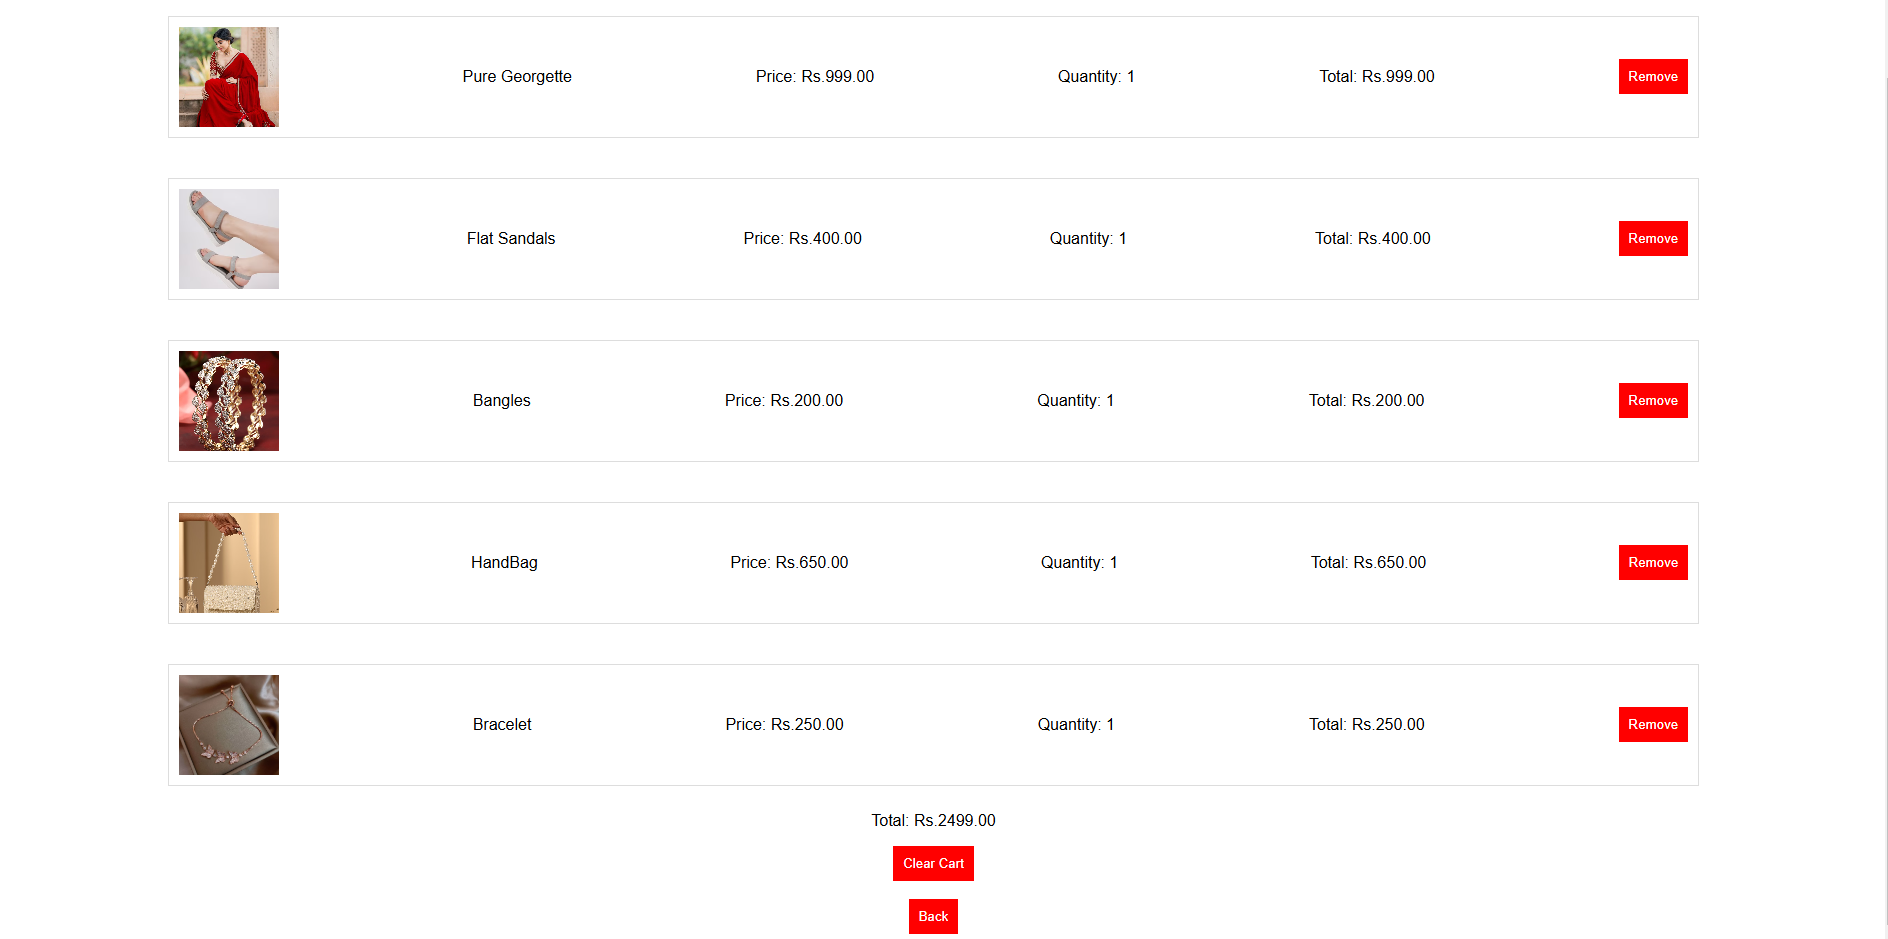 Pure Georgette Price: Rs.999.00 Quantity: 1 Total: Rs.999.00 Remove
Flat Sandals Price: Rs.400.00 Quantity: 1 Total: Rs.400.00 Remove
Bangles Price: Rs.200.00 Quantity: 1 Total: Rs.200.00 Remove
HandBag Price: Rs.650.00 Quantity: 1 Total: Rs.650.00 Remove
Bracelet Price: Rs.250.00 Quantity: 1 Total: Rs.250.00 Remove
Total: Rs.2499.00
Clear Cart
Back